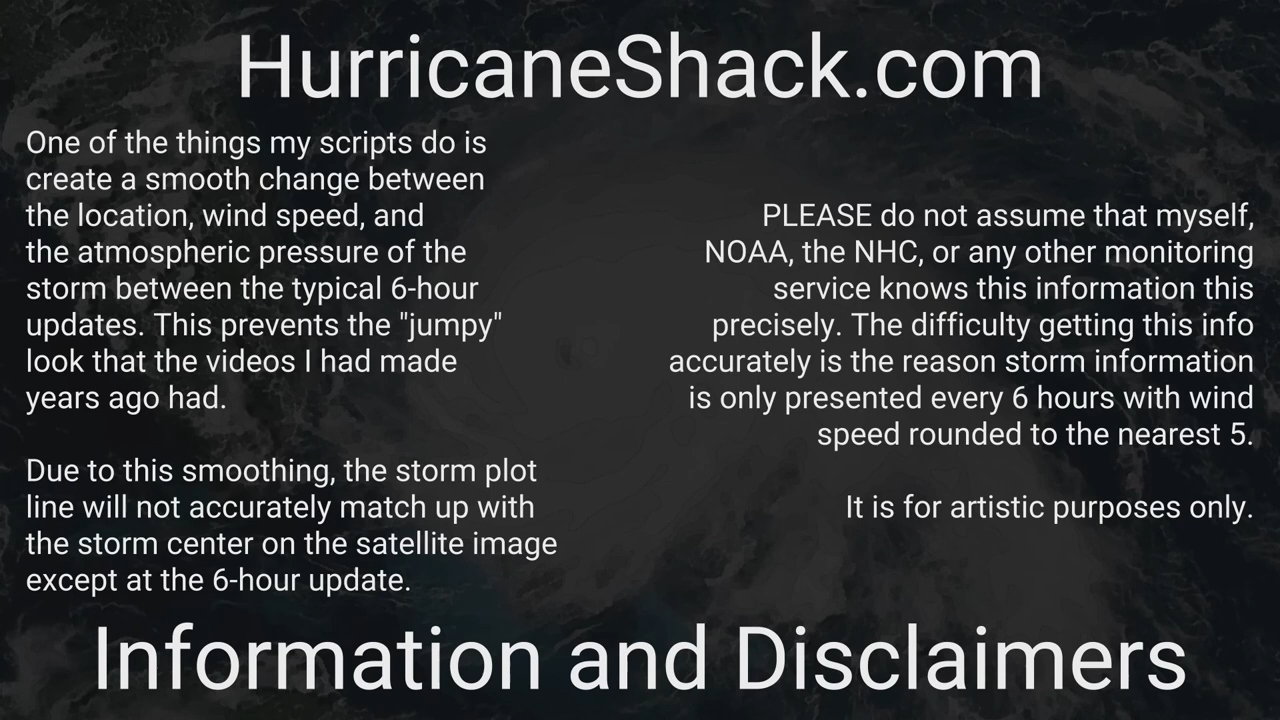 HurricaneShack.com
One of the things my scripts do is
create a smooth change between
the location, wind speed, and
the atmospheric pressure of the
storm between the typical 6-hour
updates. This prevents the "jumpy"
look that the videos I had made
years ago had.
Due to this smoothing, the storm plot
line will not accurately match up with
the storm center on the satellite image
except at the 6-hour update.
PLEASE do not assume that myself,
NOAA, the NHC, or any other monitoring
service knows this information this
precisely. The difficulty getting this info
accurately is the reason storm information
is only presented every 6 hours with wind
speed rounded to the nearest 5.
It is for artistic purposes only.
Information and Disclaimers